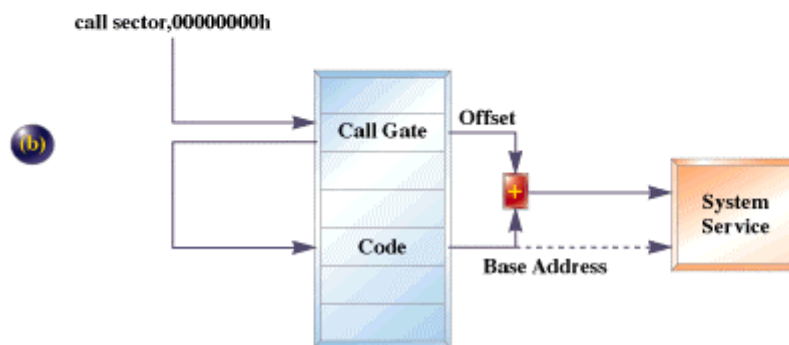 call sector,00000000h
(b)
Call Gate
Offset
+
System
Service
Code
Base Address